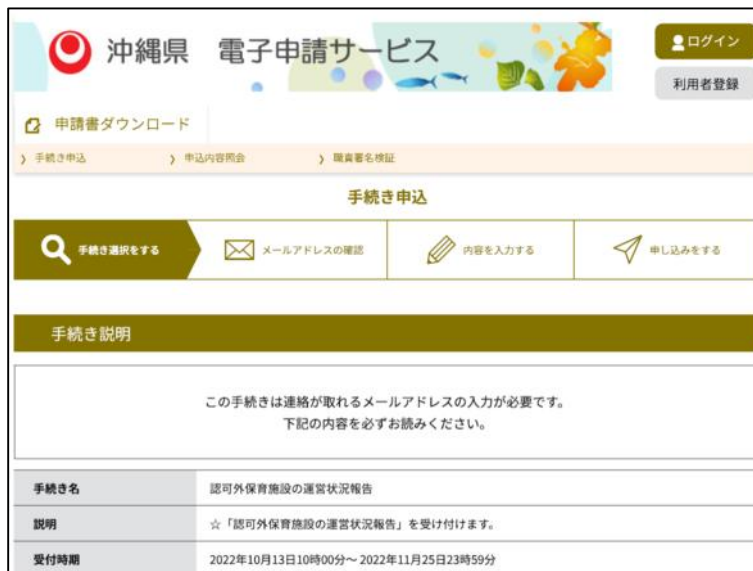 沖縄県　電子申請サービス
ログイン
利用者登録
申請書ダウンロード
手続き申込
申込内容照会
職責署名検証
手続き申込
手続き選択をする
メールアドレスの確認
内容を入力する
申し込みをする
手続き説明
この手続きは連絡が取れるメールアドレスの入力が必要です。
下記の内容を必ずお読みください。
手続き名 認可外保育施設の運営状況報告
説明 ☆「認可外保育施設の運営状況報告」を受け付けます。
受付時期 2022年10月13日10時00分～2022年11月25日23時59分